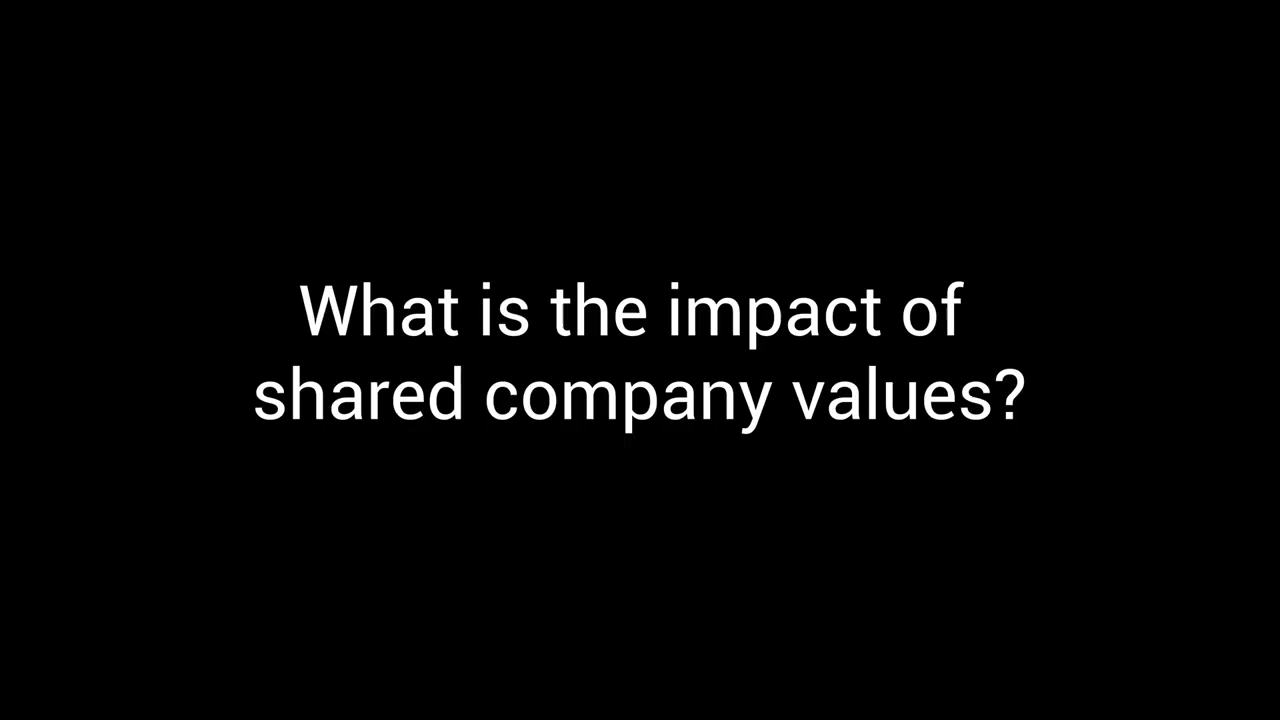 What is the impact of
shared company values?